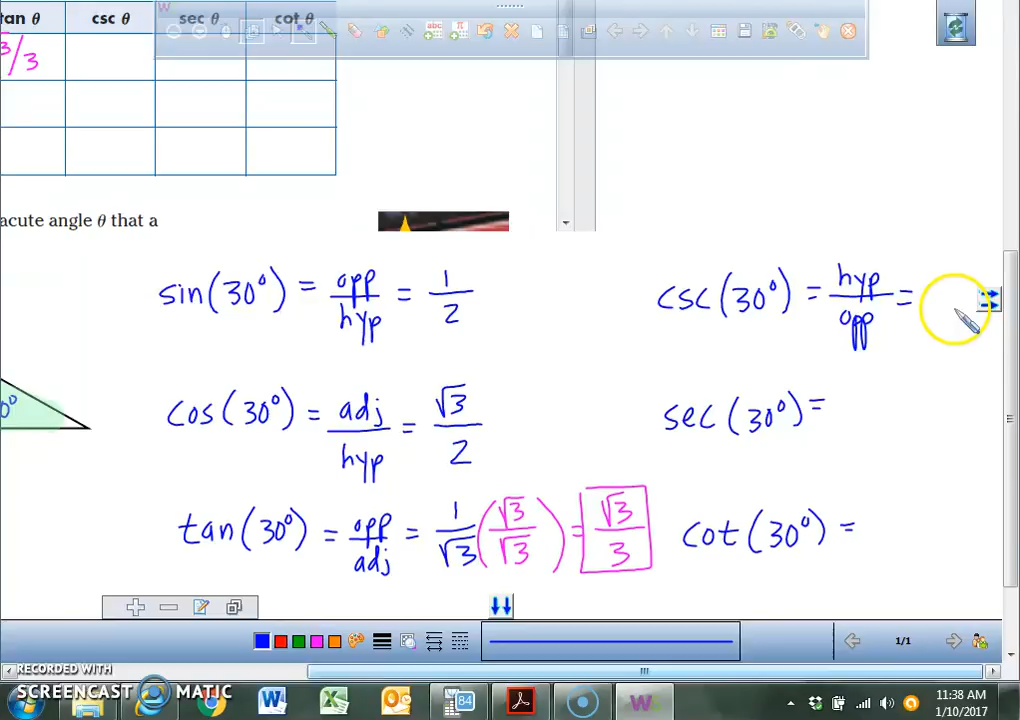 tan θ csc θ sec θ cot θ
3/3
acute angle θ that a
sin(30°) = opp/hyp = 1/2
csc(30°) = hyp/opp =
0°
cos(30°) = adj/hyp = √3/2
sec(30°) =
tan(30°) = opp/adj = 1/√3 (√3/√3) = √3/3
cot(30°) =
1/1
RECORDED WITH
SCREENCAST MATIC
84
W
11:38 AM
1/10/2017